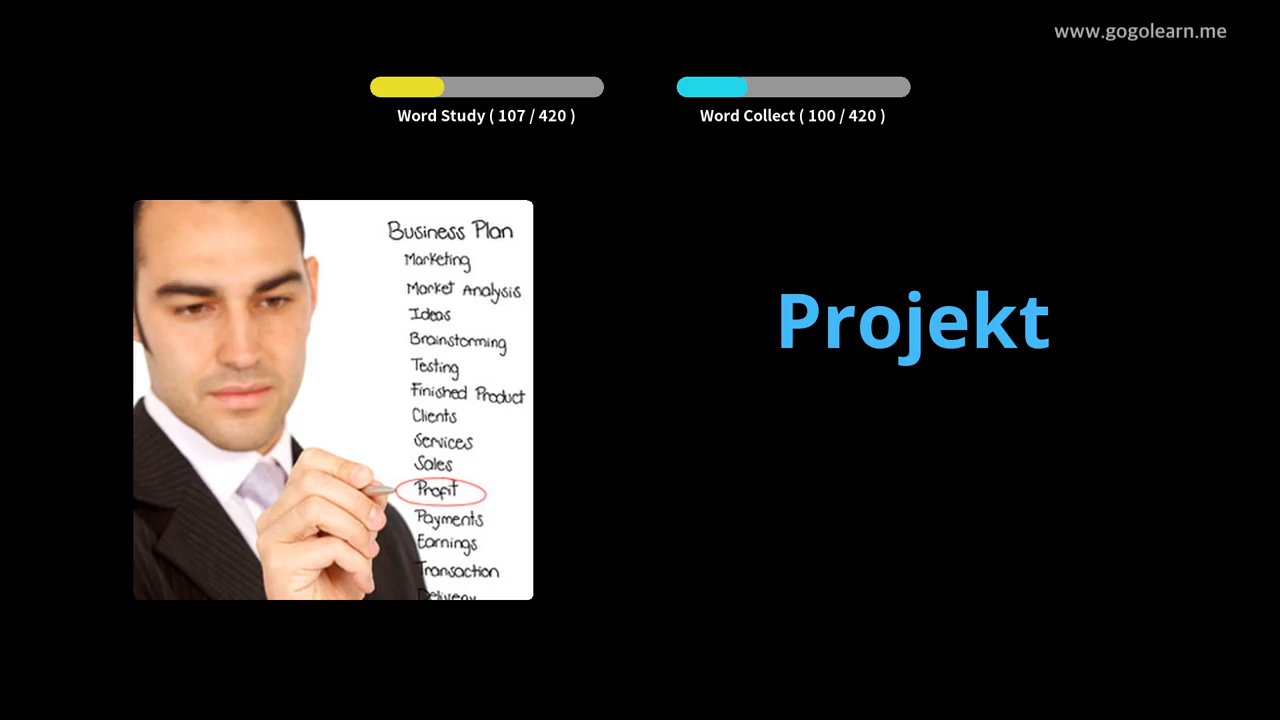 www.gogolearn.me
Word Study ( 107 / 420 )
Word Collect ( 100 / 420 )
Business Plan
Marketing
Market Analysis
Ideas
Brainstorming
Testing
Finished Product
Clients
Services
Sales
Profit
Payments
Earnings
Transaction
Delivery
Projekt